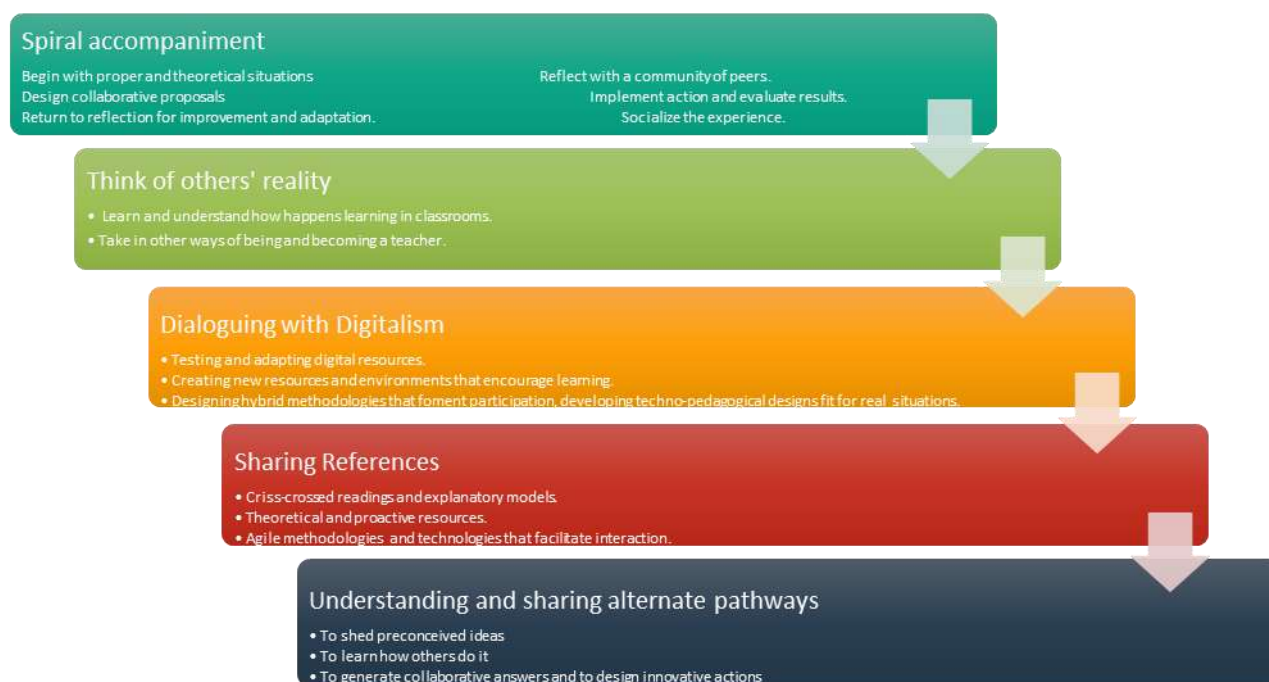 Spiral accompaniment
Begin with proper and theoretical situations Reflect with a community of peers.
Design collaborative proposals Implement action and evaluate results.
Return to reflection for improvement and adaptation. Socialize the experience.
Think of others' reality
• Learn and understand how happens learning in classrooms.
• Take in other ways of being and becoming a teacher.
Dialoguing with Digitalism
• Testing and adapting digital resources.
• Creating new resources and environments that encourage learning.
• Designing hybrid methodologies that foment participation, developing techno-pedagogical designs fit for real situations.
Sharing References
• Criss-crossed readings and explanatory models.
• Theoretical and proactive resources.
• Agile methodologies and technologies that facilitate interaction.
Understanding and sharing alternate pathways
• To shed preconceived ideas
• To learn how others do it
• To generate collaborative answers and to design innovative actions